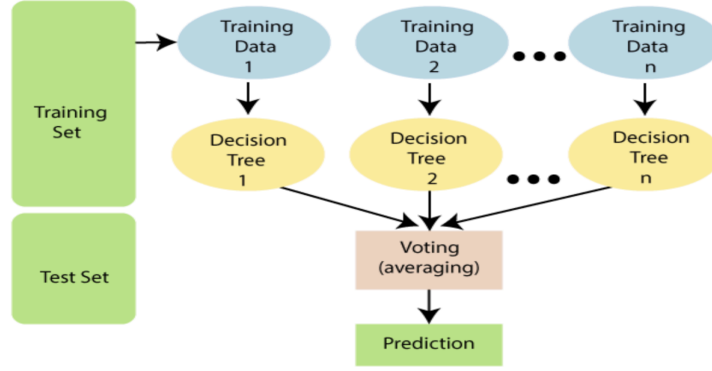 Training
Set
Test Set
Training
Data
1
Training
Data
2
Training
Data
n
Decision
Tree
1
Decision
Tree
2
Decision
Tree
n
Voting
(averaging)
Prediction